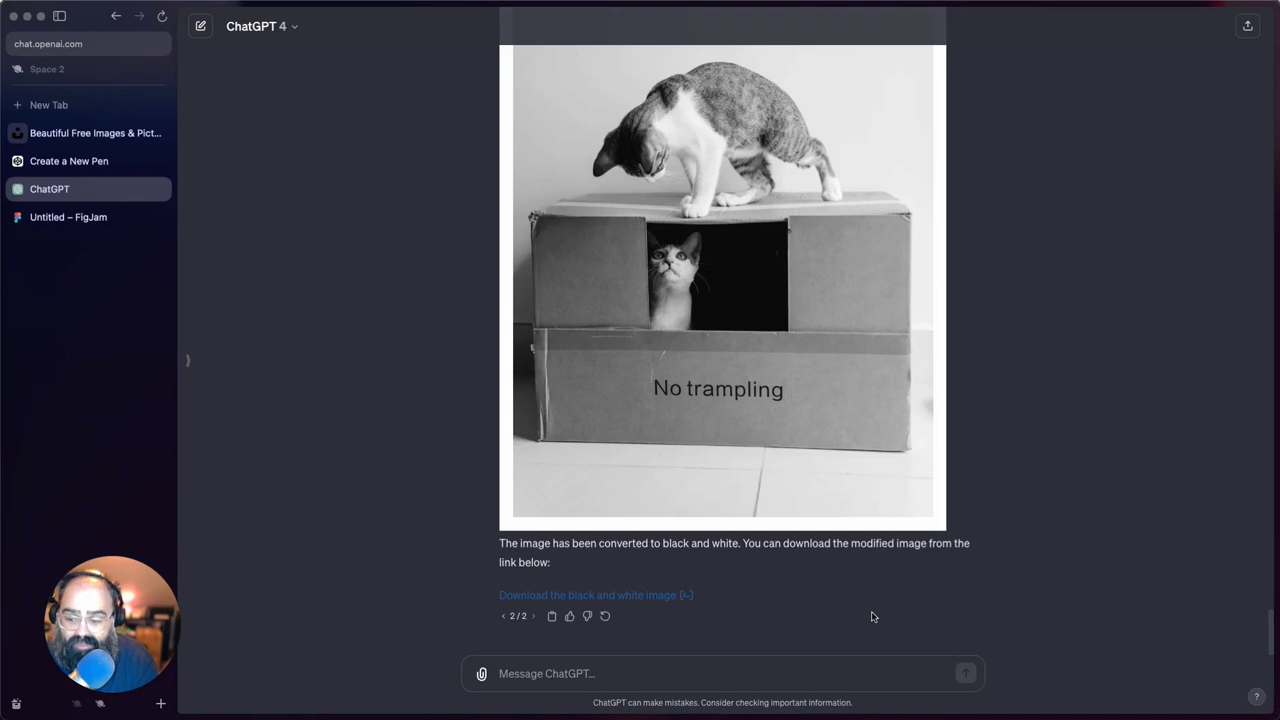 chat.openai.com
Space 2
New Tab
Beautiful Free Images & Pict...
Create a New Pen
ChatGPT
Untitled – FigJam
ChatGPT 4
No trampling
The image has been converted to black and white. You can download the modified image from the
link below:
Download the black and white image [>-]
2 / 2
Message ChatGPT...
ChatGPT can make mistakes. Consider checking important information.
?